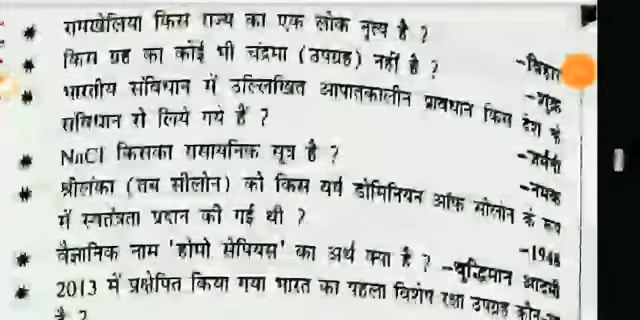 * रामखेलिया किस राज्य का एक लोक नृत्य है ?
-बिहार
* किस ग्रह का कोई भी चंद्रमा (उपग्रह) नहीं है ?
-शुक्र
* भारतीय संविधान में उल्लिखित आपातकालीन प्रावधान किस देश के
संविधान से लिये गये हैं ?
-जर्मनी
* NaCl किसका रासायनिक सूत्र है ?
-नमक
* श्रीलंका (तब सीलोन) को किस वर्ष डोमिनियन ऑफ सीलोन के रूप
में स्वतंत्रता प्रदान की गई थी ?
-1948
* वैज्ञानिक नाम 'होमो सेपियंस' का अर्थ क्या है ? -बुद्धिमान आदमी
* 2013 में प्रक्षेपित किया गया भारत का पहला विशेष रक्षा उपग्रह
है ?